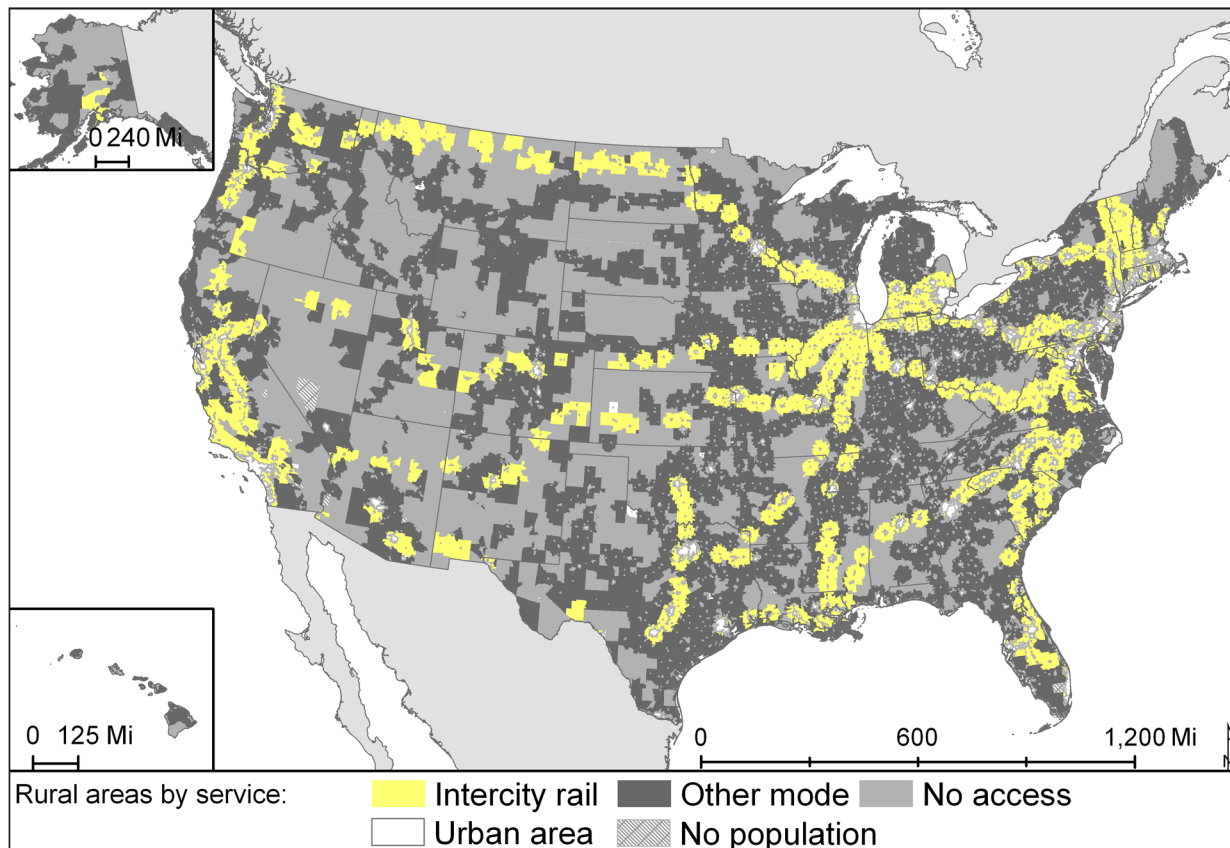 0 240 Mi
0 125 Mi
0 600 1,200 Mi
Rural areas by service: Intercity rail Other mode No access
Urban area No population